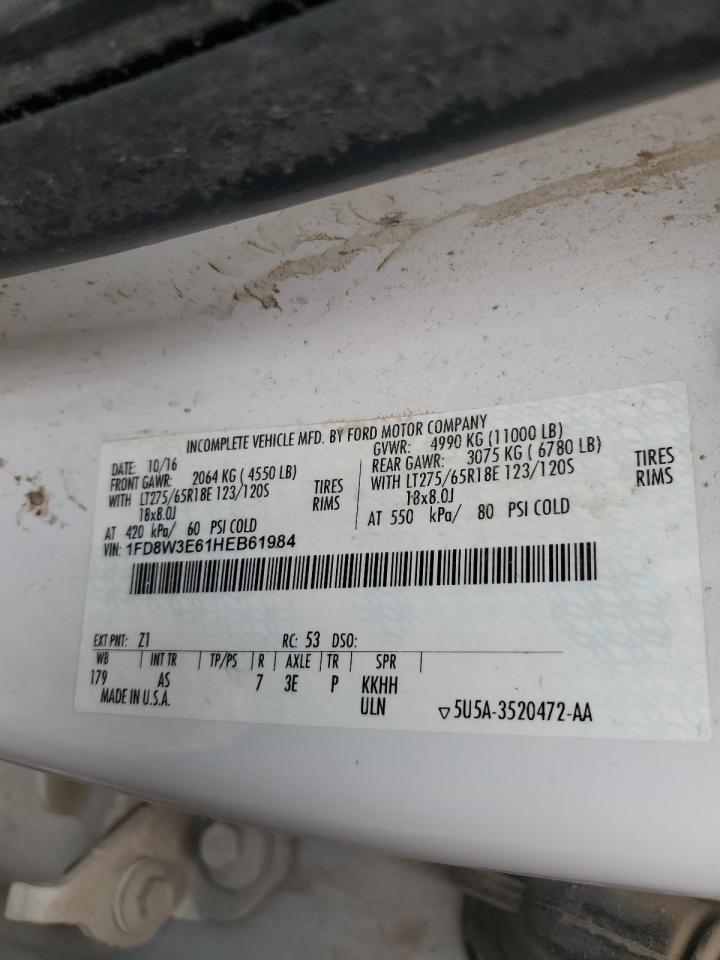 INCOMPLETE VEHICLE MFD. BY FORD MOTOR COMPANY
DATE: 10/16 GVWR: 4990 KG (11000 LB)
FRONT GAWR: 2064 KG ( 4550 LB) REAR GAWR: 3075 KG ( 6780 LB)
WITH LT275/65R18E 123/120S TIRES WITH LT275/65R18E 123/120S TIRES
18x8.0J RIMS 18x8.0J RIMS
AT 420 kPa/ 60 PSI COLD AT 550 kPa/ 80 PSI COLD
VIN: 1FD8W3E61HEB61984
EXT PNT: Z1 RC: 53 DSO:
WB INT TR TP/PS R AXLE TR SPR
179 AS 7 3E P KKHH
MADE IN U.S.A. ULN ▽5U5A-3520472-AA